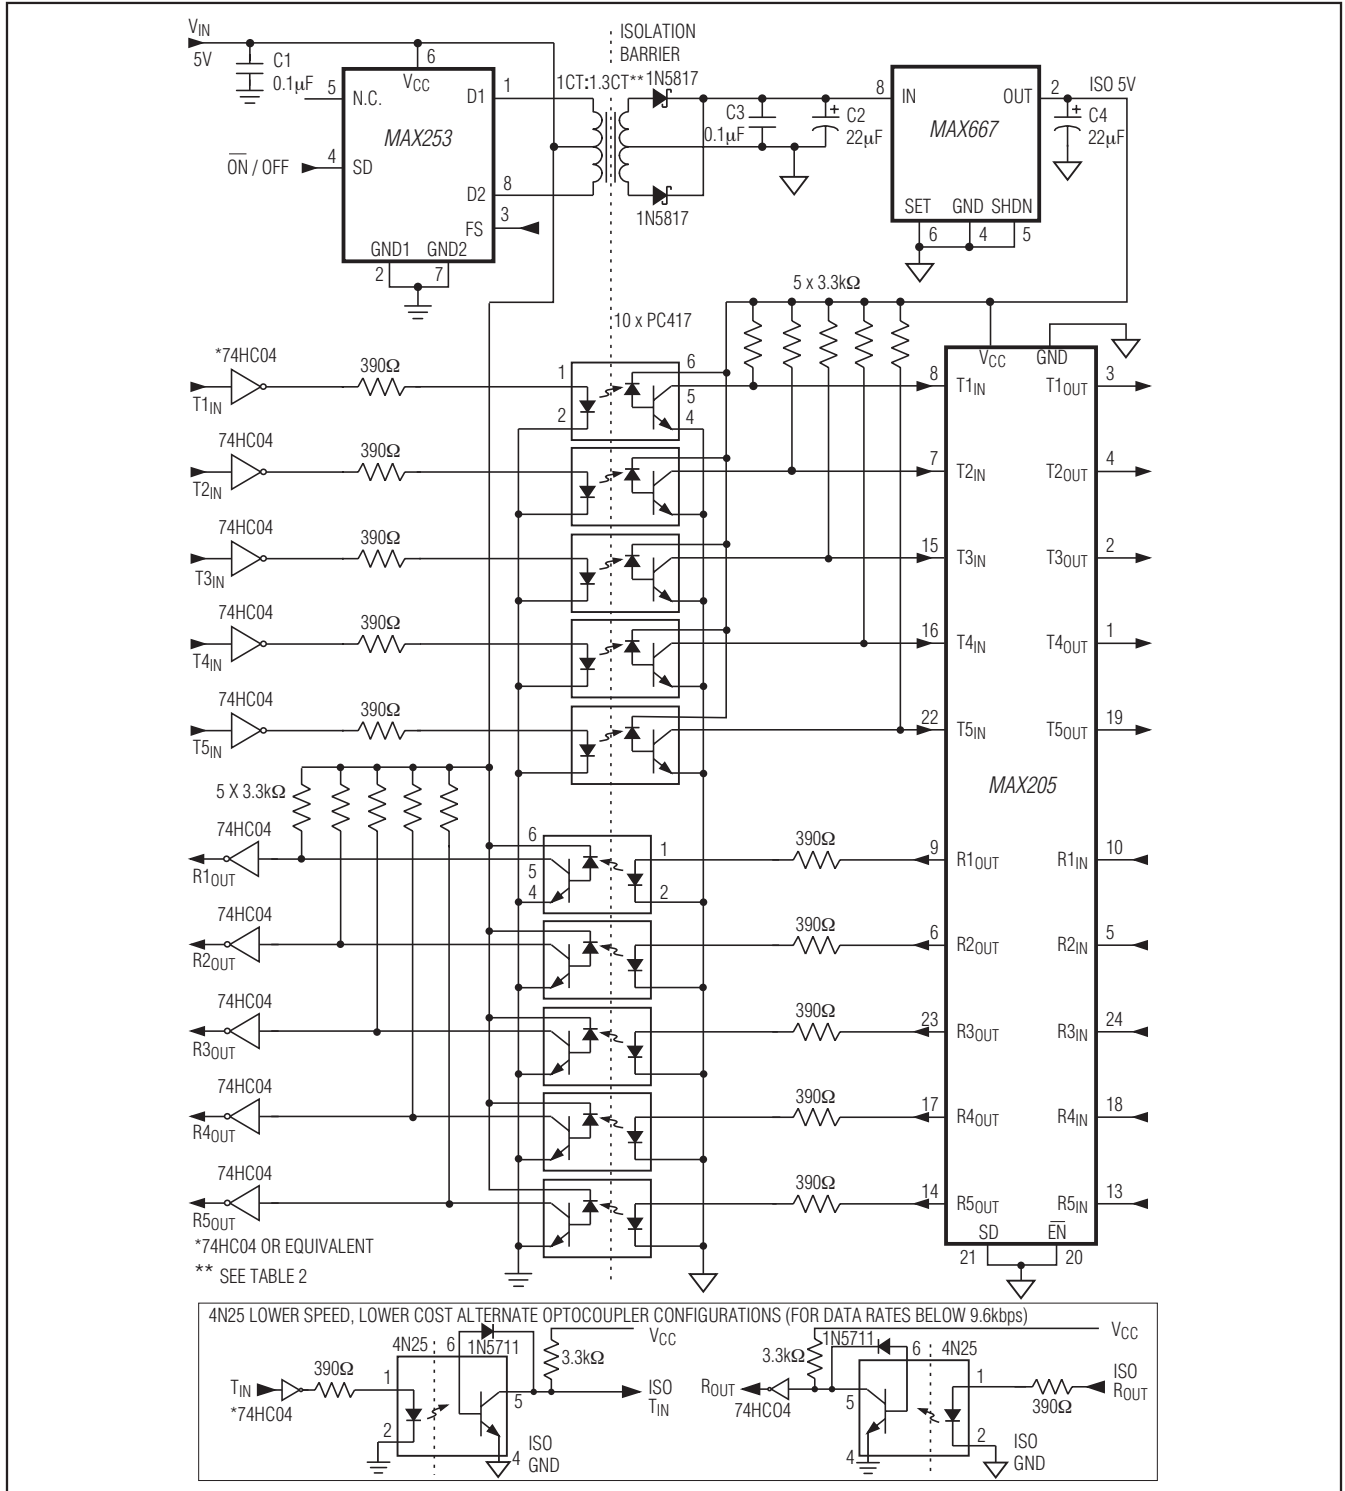 VIN
5V
C1
0.1µF
ISOLATION
BARRIER
1CT:1.3CT**
1N5817
1N5817
5
N.C.
6
VCC
D1
1
MAX253
ON / OFF
4
SD
D2
8
FS
3
GND1
GND2
2
7
C3
0.1µF
C2
22µF
+
8
IN
OUT
2
ISO 5V
MAX667
+
C4
22µF
SET
GND
SHDN
6
4
5
5 x 3.3kΩ
10 x PC417
*74HC04
T1IN
390Ω
1
2
6
5
4
8
T1IN
VCC
GND
T1OUT
3
74HC04
T2IN
390Ω
7
T2IN
T2OUT
4
74HC04
T3IN
390Ω
15
T3IN
T3OUT
2
74HC04
T4IN
390Ω
16
T4IN
T4OUT
1
74HC04
T5IN
390Ω
22
T5IN
T5OUT
19
MAX205
5 X 3.3kΩ
74HC04
R1OUT
6
5
4
1
2
390Ω
9
R1OUT
R1IN
10
74HC04
R2OUT
390Ω
6
R2OUT
R2IN
5
74HC04
R3OUT
390Ω
23
R3OUT
R3IN
24
74HC04
R4OUT
390Ω
17
R4OUT
R4IN
18
74HC04
R5OUT
390Ω
14
R5OUT
R5IN
13
SD
EN
21
20
*74HC04 OR EQUIVALENT
** SEE TABLE 2
4N25 LOWER SPEED, LOWER COST ALTERNATE OPTOCOUPLER CONFIGURATIONS (FOR DATA RATES BELOW 9.6kbps)
TIN
*74HC04
390Ω
1
2
4N25
6
1N5711
3.3kΩ
VCC
5
ISO
TIN
4
ISO
GND
ROUT
74HCO4
3.3kΩ
1N5711
6
4N25
VCC
5
4
1
2
390Ω
ISO
ROUT
ISO
GND